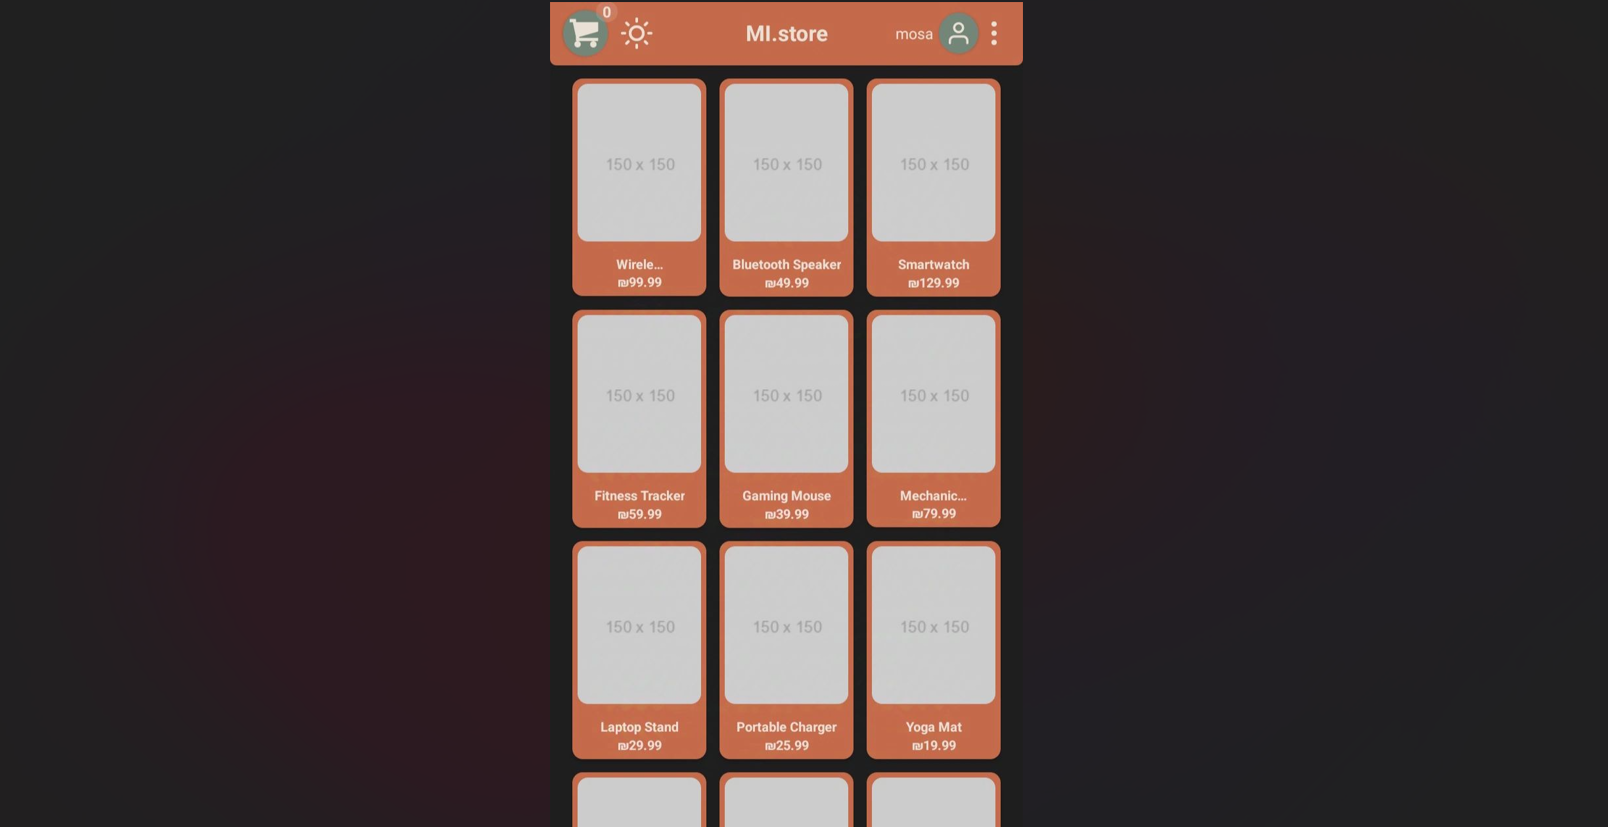 0
MI.store
mosa
150 x 150
150 x 150
150 x 150
Wirele...
Bluetooth Speaker
Smartwatch
₪99.99
₪49.99
₪129.99
150 x 150
150 x 150
150 x 150
Fitness Tracker
Gaming Mouse
Mechanic...
₪59.99
₪39.99
₪79.99
150 x 150
150 x 150
150 x 150
Laptop Stand
Portable Charger
Yoga Mat
₪29.99
₪25.99
₪19.99